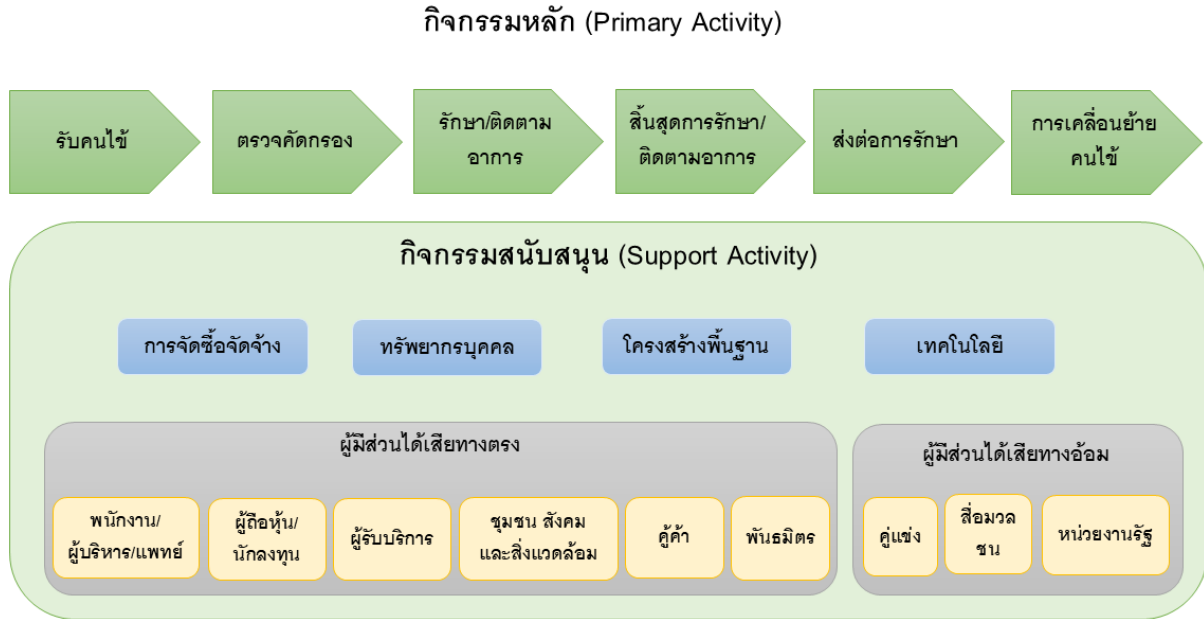 กิจกรรมหลัก (Primary Activity)
รับคนไข้
ตรวจคัดกรอง
รักษา/ติดตาม
อาการ
สิ้นสุดการรักษา/
ติดตามอาการ
ส่งต่อการรักษา
การเคลื่อนย้าย
คนไข้
กิจกรรมสนับสนุน (Support Activity)
การจัดซื้อจัดจ้าง
ทรัพยากรบุคคล
โครงสร้างพื้นฐาน
เทคโนโลยี
ผู้มีส่วนได้เสียทางตรง
พนักงาน/
ผู้บริหาร/แพทย์
ผู้ถือหุ้น/
นักลงทุน
ผู้รับบริการ
ชุมชน สังคม
และสิ่งแวดล้อม
คู้ค้า
พันธมิตร
ผู้มีส่วนได้เสียทางอ้อม
คู่แข่ง
สื่อมวล
ชน
หน่วยงานรัฐ